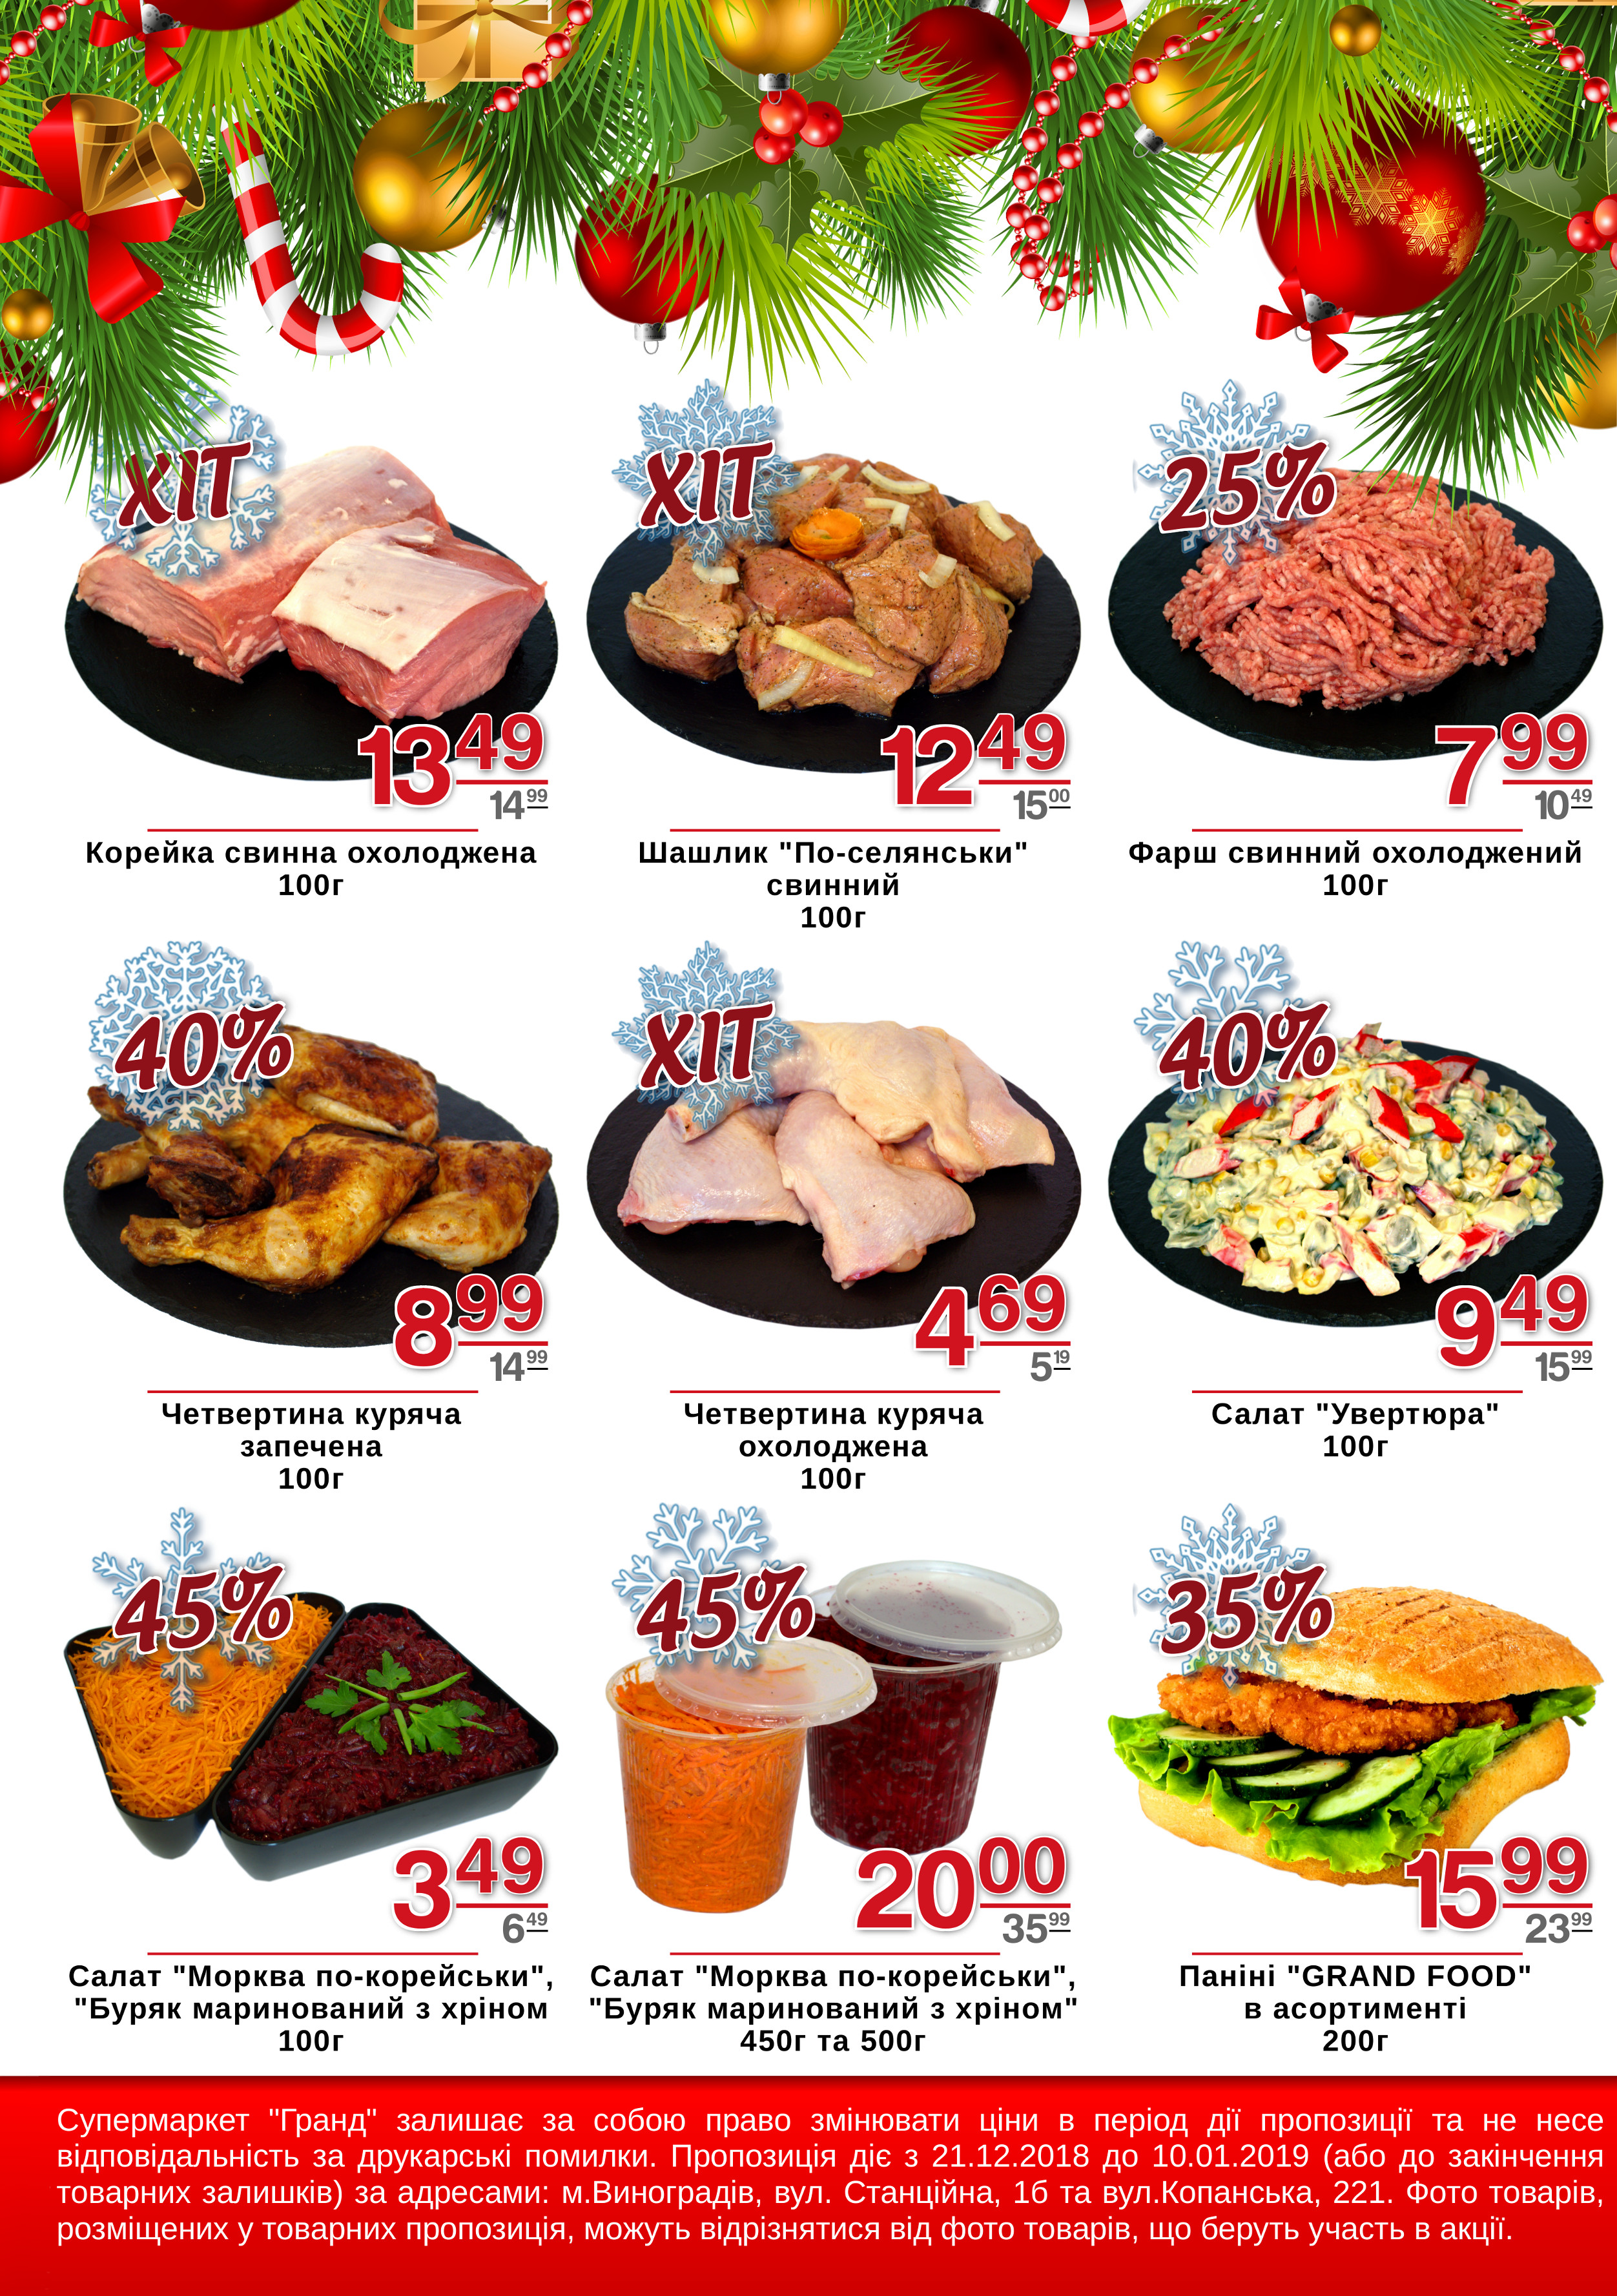 ХІТ
ХІТ
25%
13 49
14 99
12 49
15 00
7 99
10 49
Корейка свинна охолоджена
100г
Шашлик "По-селянськи"
свинний
100г
Фарш свинний охолоджений
100г
40%
ХІТ
40%
8 99
14 99
4 69
5 19
9 49
15 99
Четвертина куряча
запечена
100г
Четвертина куряча
охолоджена
100г
Салат "Увертюра"
100г
45%
45%
35%
3 49
6 49
20 00
35 99
15 99
23 99
Салат "Морква по-корейськи",
"Буряк маринований з хріном
100г
Салат "Морква по-корейськи",
"Буряк маринований з хріном"
450г та 500г
Паніні "GRAND FOOD"
в асортименті
200г
Супермаркет "Гранд" залишає за собою право змінювати ціни в період дії пропозиції та не несе
відповідальність за друкарські помилки. Пропозиція діє з 21.12.2018 до 10.01.2019 (або до закінчення
товарних залишків) за адресами: м.Виноградів, вул. Станційна, 1б та вул.Копанська, 221. Фото товарів,
розміщених у товарних пропозиція, можуть відрізнятися від фото товарів, що беруть участь в акції.